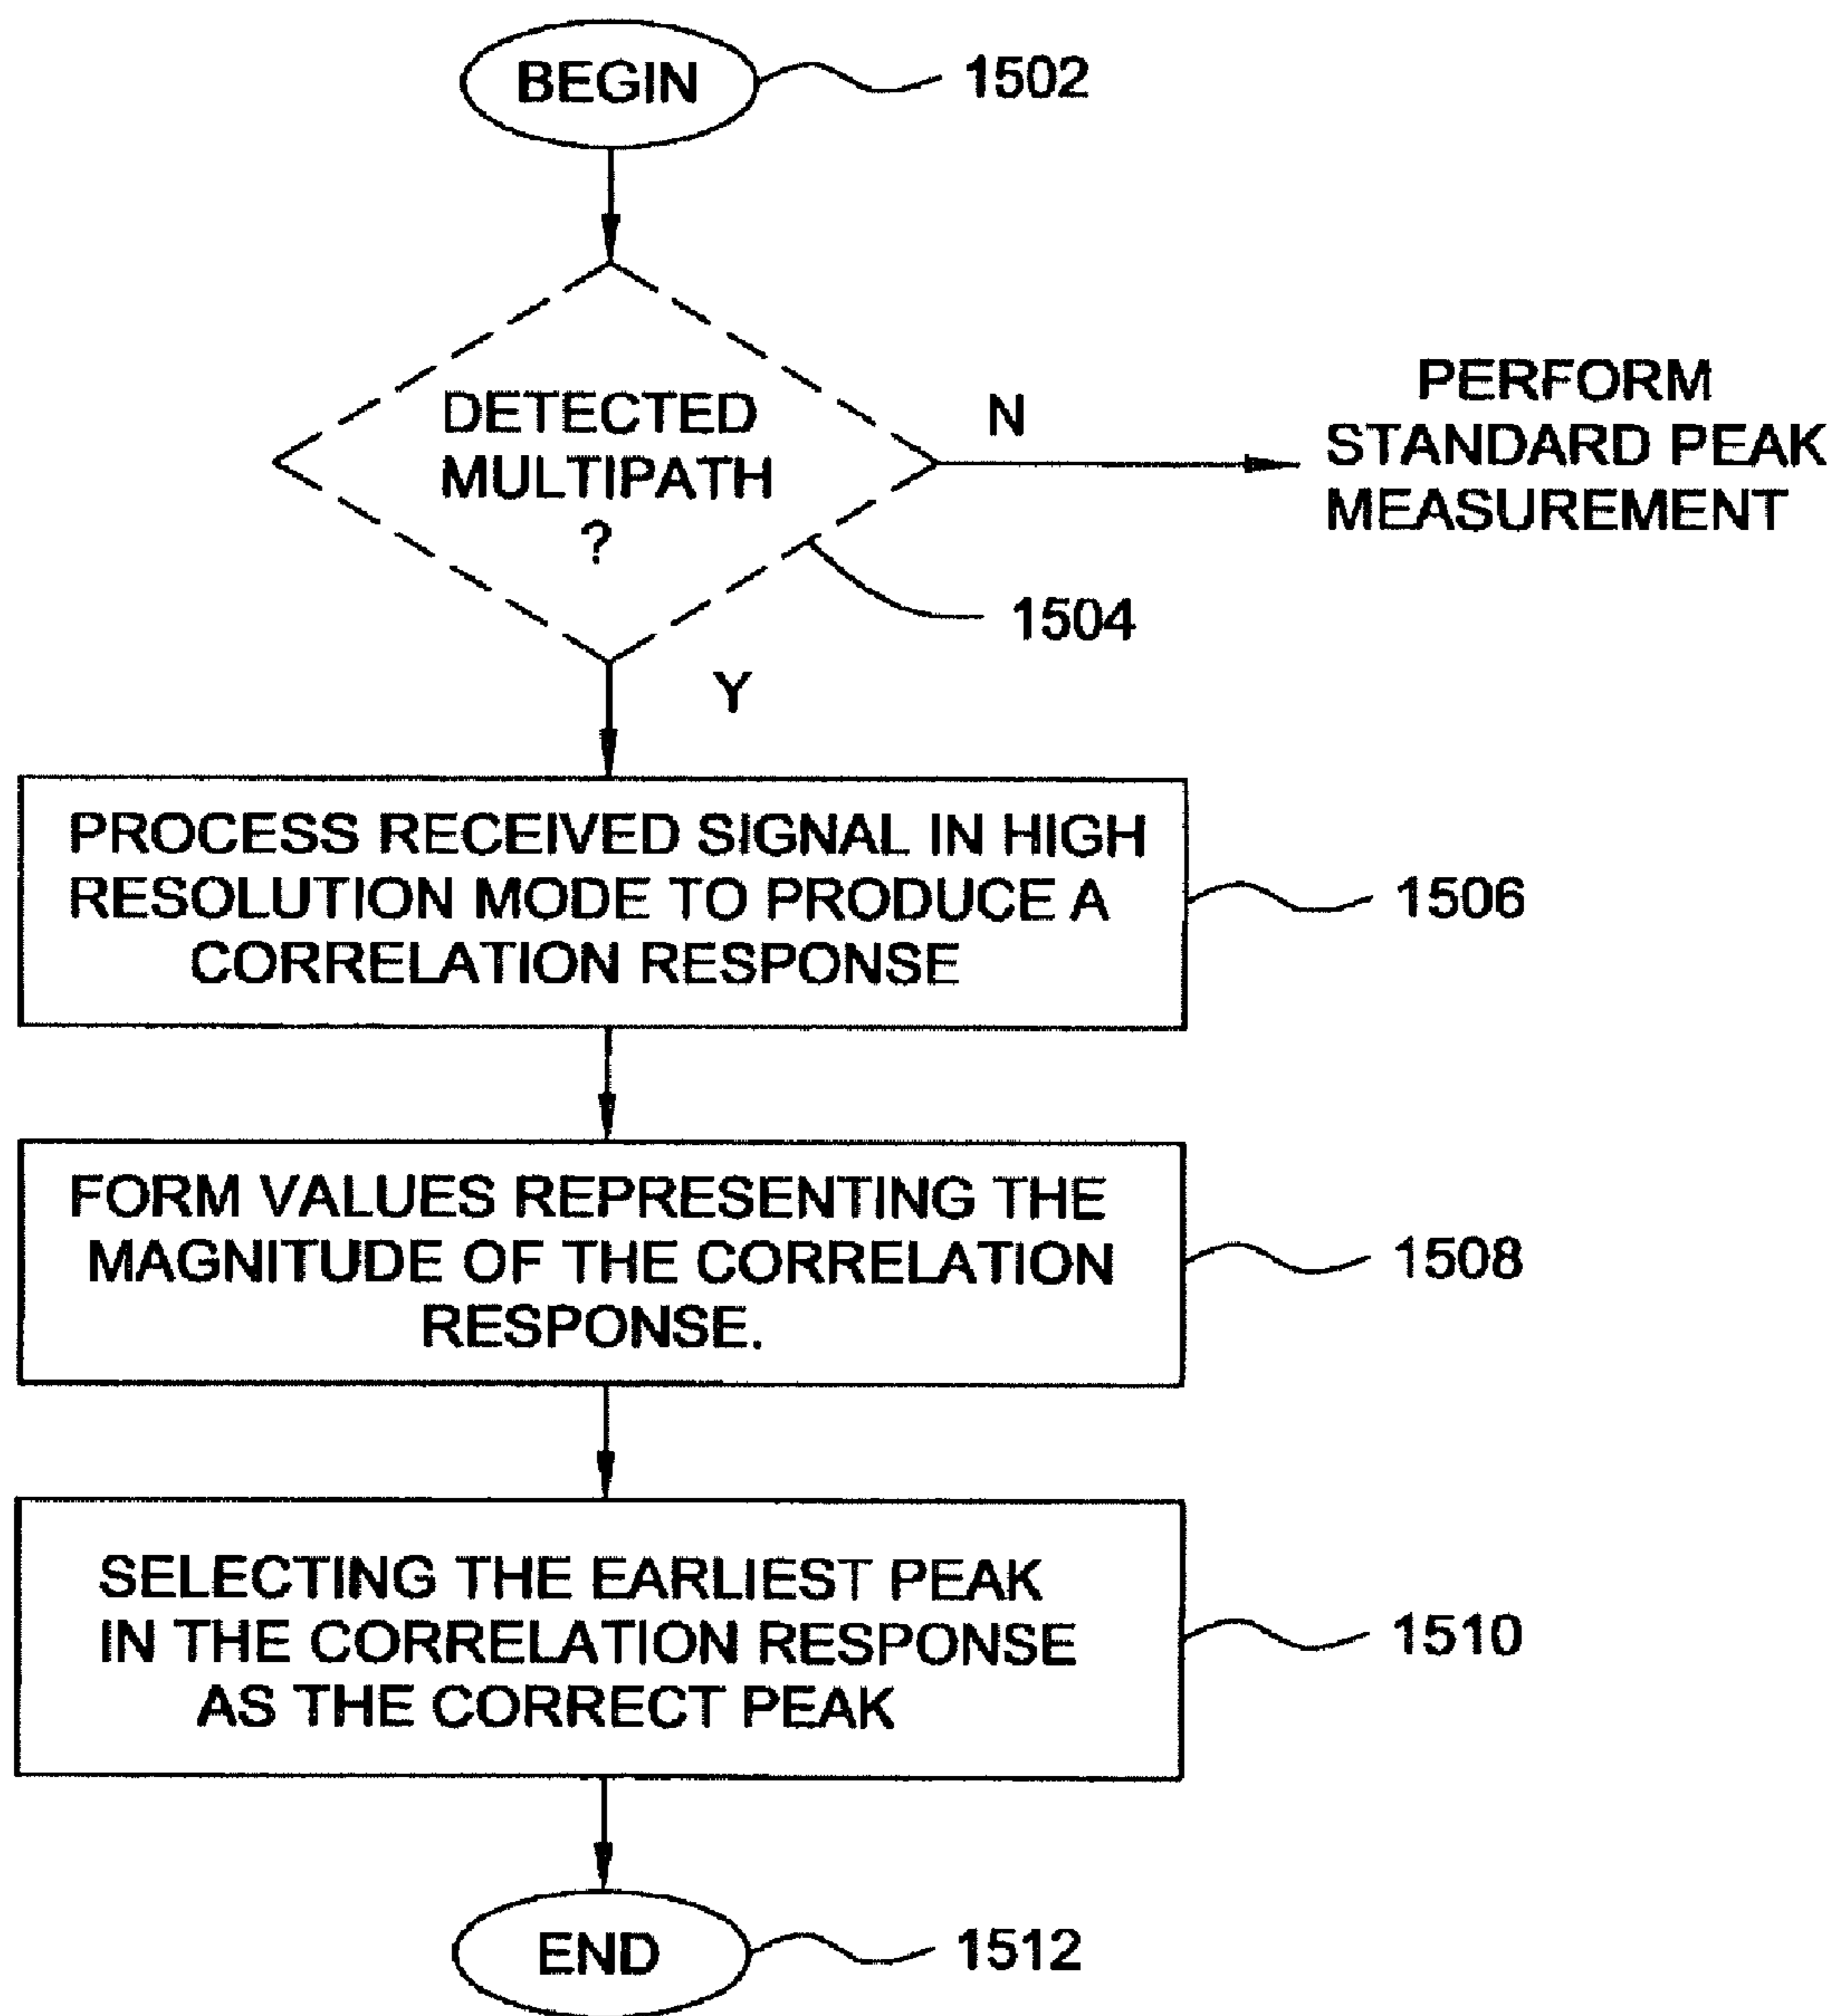 BEGIN
1502
DETECTED
MULTIPATH
?
1504
N
PERFORM
STANDARD PEAK
MEASUREMENT
Y
PROCESS RECEIVED SIGNAL IN HIGH
RESOLUTION MODE TO PRODUCE A
CORRELATION RESPONSE
1506
FORM VALUES REPRESENTING THE
MAGNITUDE OF THE CORRELATION
RESPONSE.
1508
SELECTING THE EARLIEST PEAK
IN THE CORRELATION RESPONSE
AS THE CORRECT PEAK
1510
END
1512